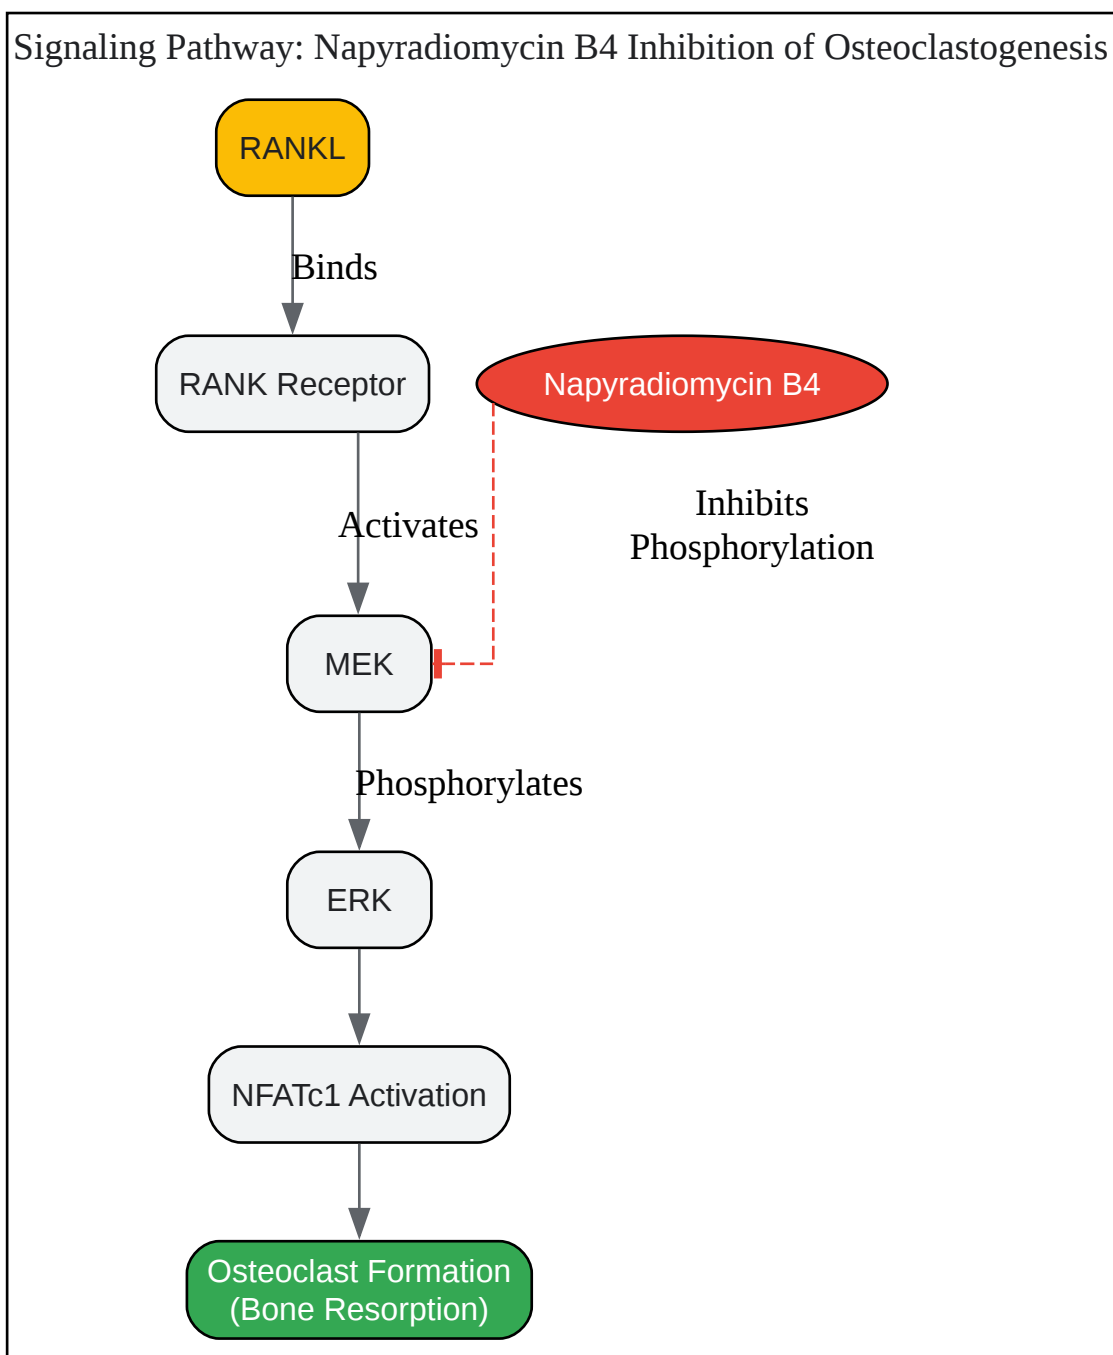 Signaling Pathway: Napyradiomycin B4 Inhibition of Osteoclastogenesis
RANKL
Binds
RANK Receptor
Napyradiomycin B4
Inhibits
Phosphorylation
Activates
MEK
Phosphorylates
ERK
NFATc1 Activation
Osteoclast Formation
(Bone Resorption)